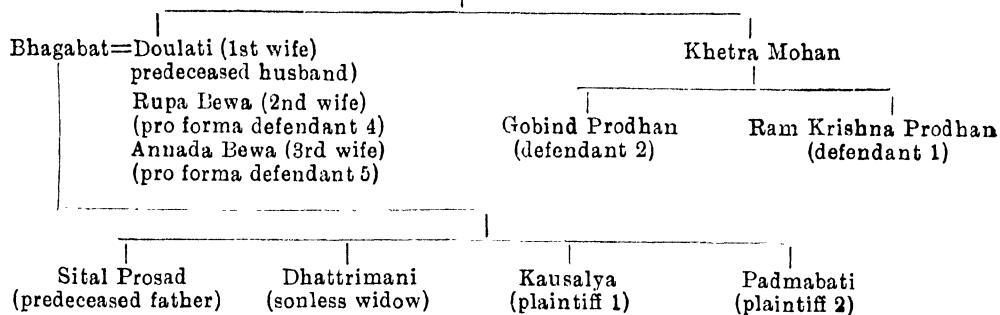 Bhagabat=Doulati (1st wife)
predeceased husband)
Rupa Bewa (2nd wife)
(pro forma defendant 4)
Annada Bewa (3rd wife)
(pro forma defendant 5)
Khetra Mohan
Gobind Prodhan
(defendant 2)
Ram Krishna Prodhan
(defendant 1)
Sital Prosad
(predeceased father)
Dhattrimani
(sonless widow)
Kausalya
(plaintiff 1)
Padmabati
(plaintiff 2)